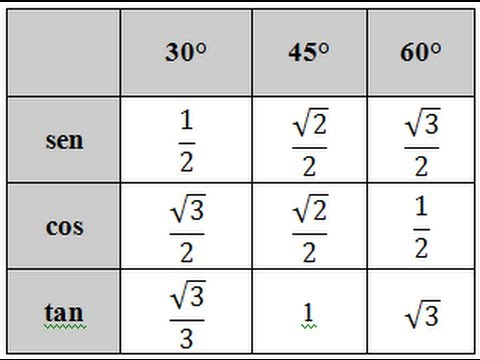 30° 45° 60°
sen 1/2 √2/2 √3/2
cos √3/2 √2/2 1/2
tan √3/3 1 √3